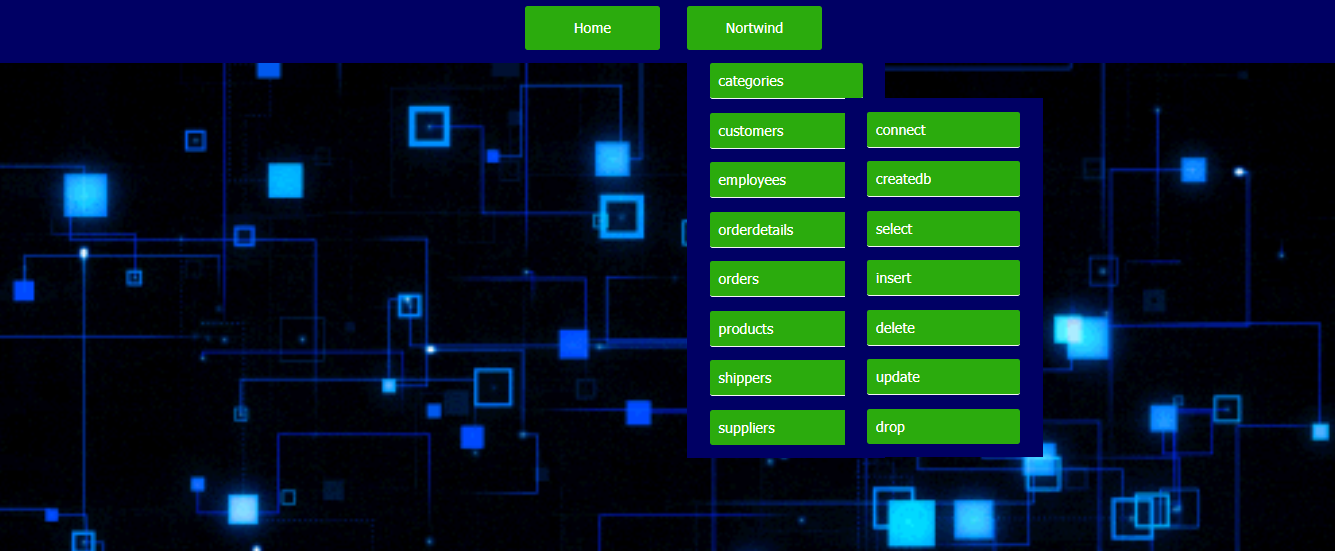 Home
Nortwind
categories
customers
employees
orderdetails
orders
products
shippers
suppliers
connect
createdb
select
insert
delete
update
drop